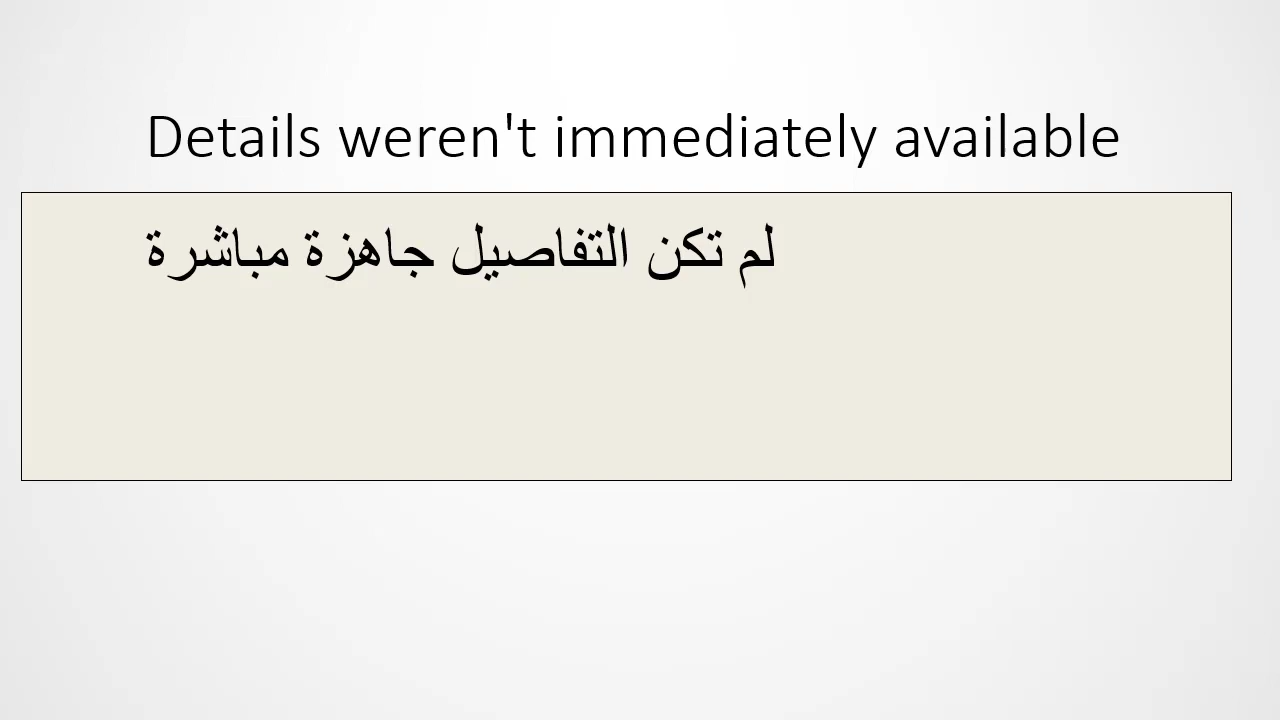 Details weren't immediately available
لم تكن التفاصيل جاهزة مباشرة